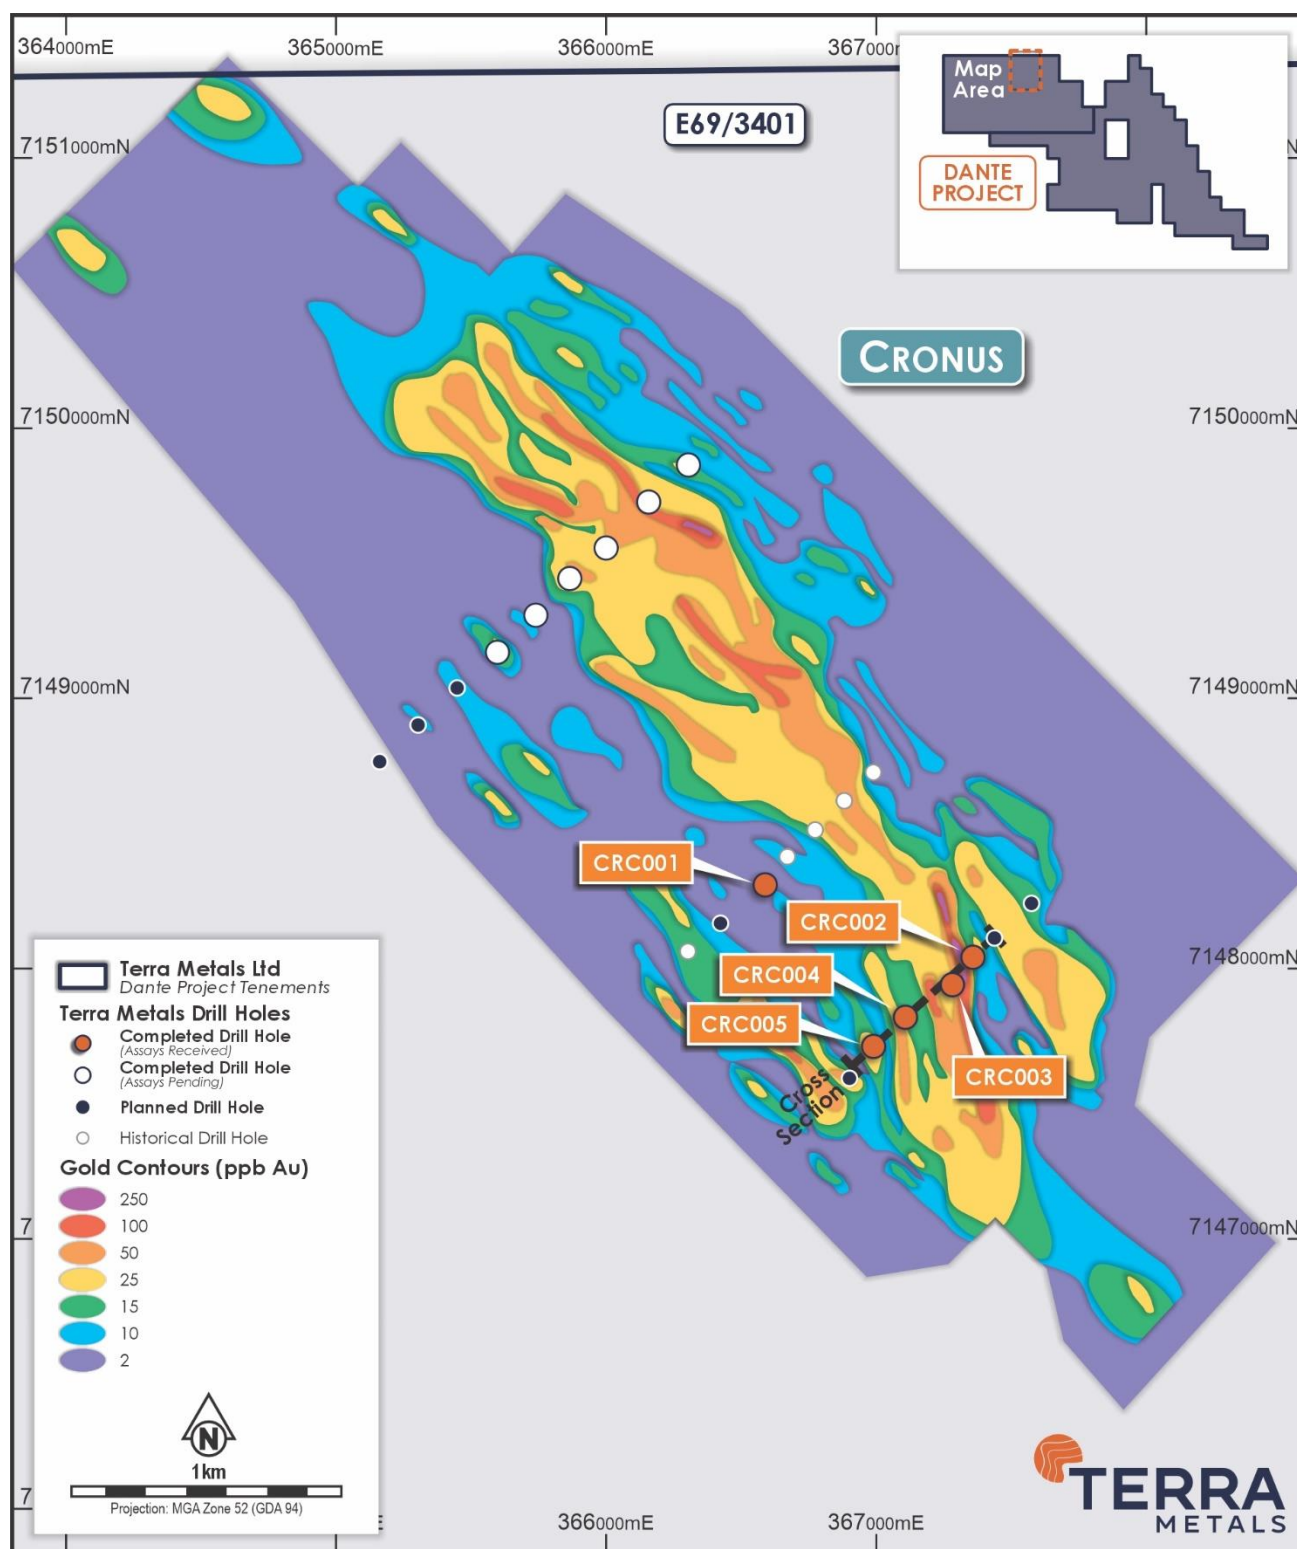 364000mE
365000mE
366000mE
367000m
7151000mN
E69/3401
Map
Area
DANTE
PROJECT
CRONUS
7150000mN
7150000mN
7149000mN
7149000mN
CRC001
CRC002
CRC004
CRC005
CRC003
7148000mN
Cross
Section
Terra Metals Ltd
Dante Project Tenements
Terra Metals Drill Holes
Completed Drill Hole
(Assays Received)
Completed Drill Hole
(Assays Pending)
Planned Drill Hole
Historical Drill Hole
Gold Contours (ppb Au)
250
100
50
25
15
10
2
7
7147000mN
N
1km
Projection: MGA Zone 52 (GDA 94)
7
E
366000mE
367000mE
TERRA
METALS